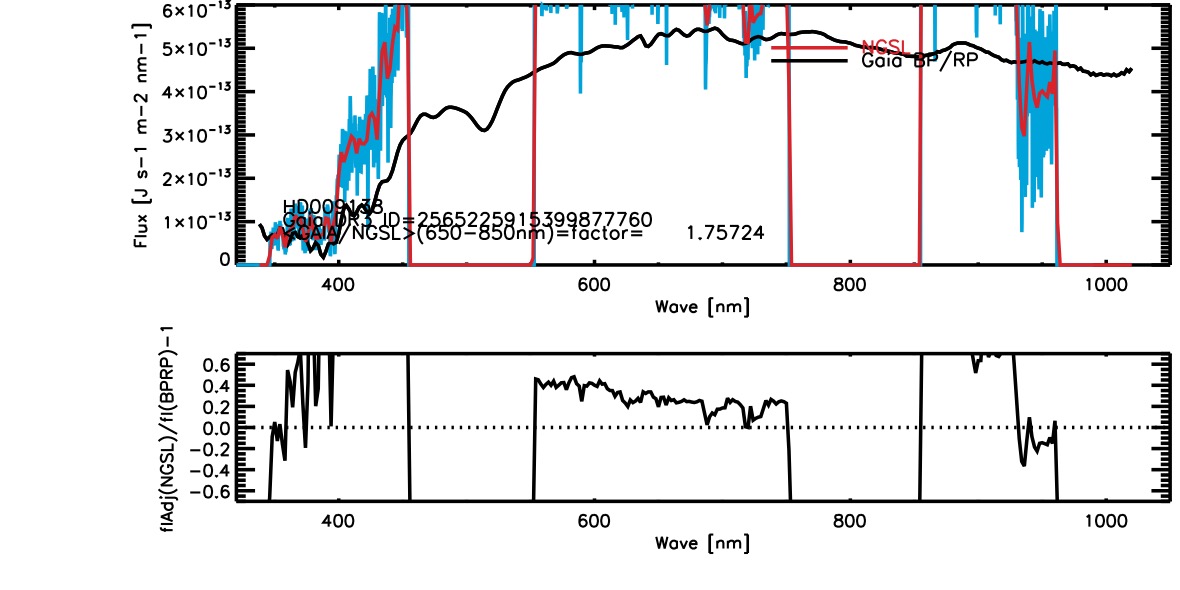 6×10−13
5×10−13
4×10−13
3×10−13
2×10−13
1×10−13
0
Flux [J s−1 m−2 nm−1]
NGSL
Gaia BP/RP
HD009138
Gaia DR3 ID=2565225915399877760
<GAIA/NGSL>(650−850nm)=factor= 1.75724
400 600 800 1000
Wave [nm]
flAdj(NGSL)/fl(BPRP)−1
0.6
0.4
0.2
0.0
−0.2
−0.4
−0.6
400 600 800 1000
Wave [nm]